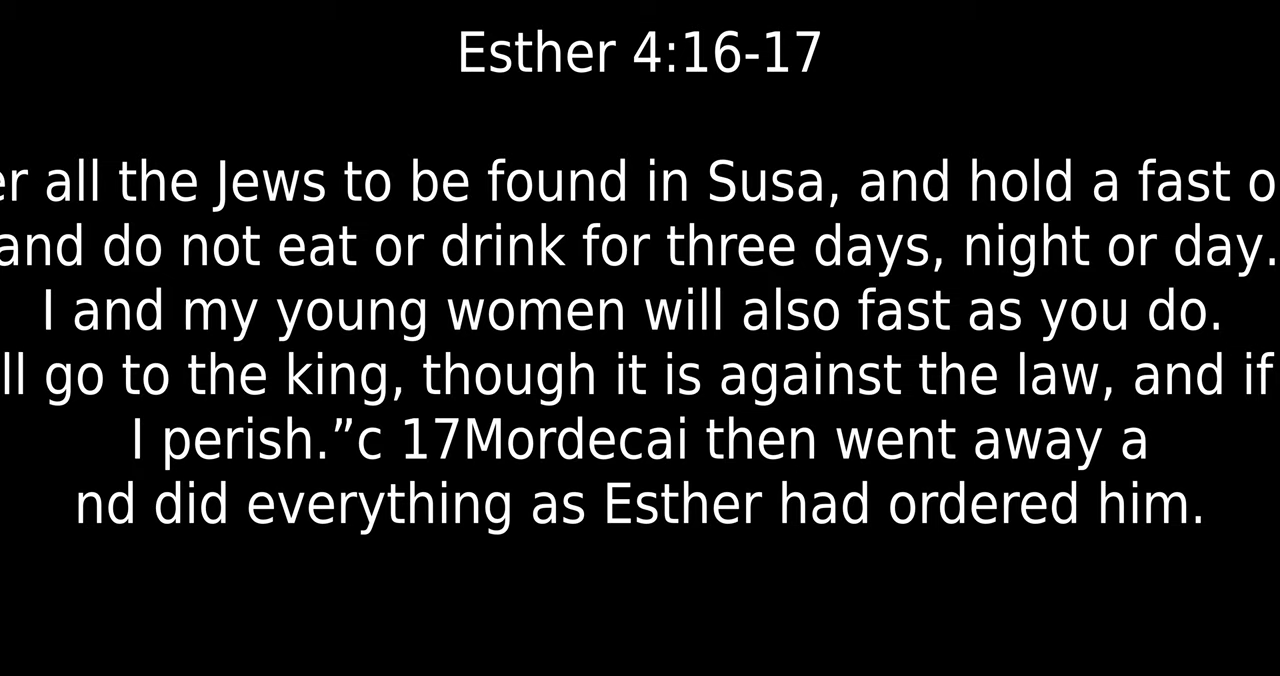 Esther 4:16-17
er all the Jews to be found in Susa, and hold a fast o
and do not eat or drink for three days, night or day.
I and my young women will also fast as you do.
ll go to the king, though it is against the law, and if
I perish.”c 17Mordecai then went away a
nd did everything as Esther had ordered him.